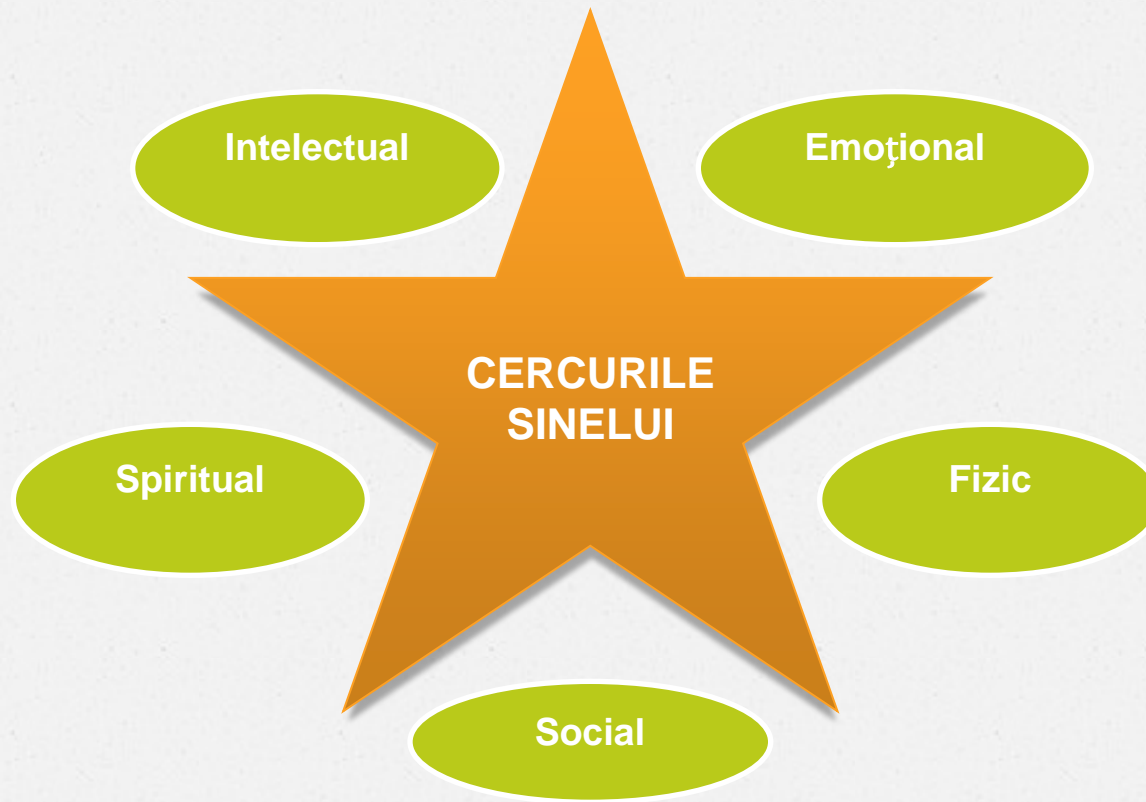 Intelectual
Emoţional
CERCURILE
SINELUI
Spiritual
Fizic
Social